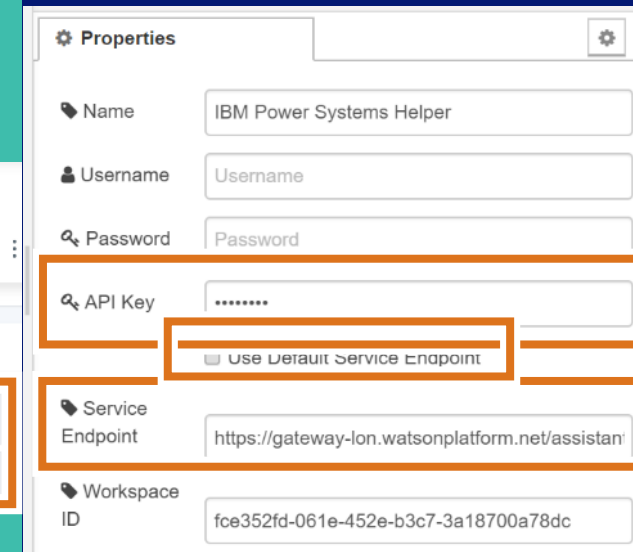 Properties
Name
IBM Power Systems Helper
Username
Username
Password
Password
API Key
••••••••
Use Default Service Endpoint
Service
Endpoint
https://gateway-lon.watsonplatform.net/assistant
Workspace
ID
fce352fd-061e-452e-b3c7-3a18700a78dc